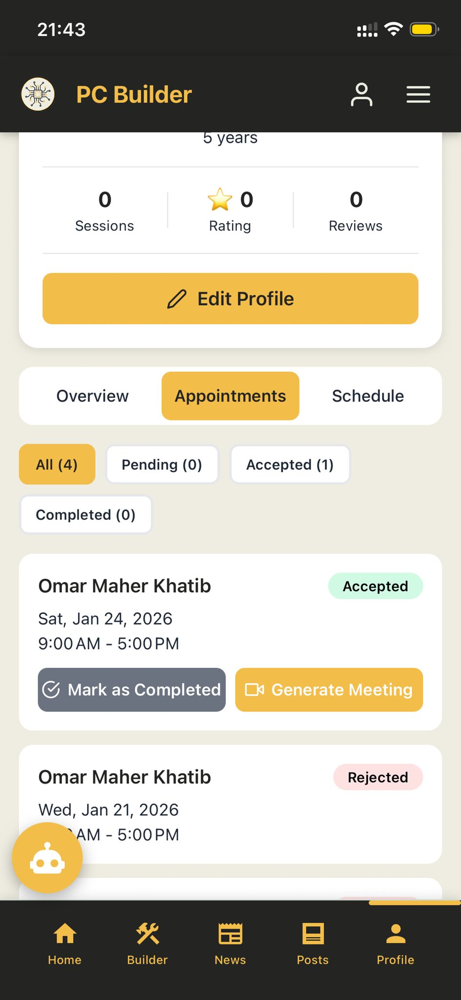 21:43
PC Builder
5 years
0
Sessions
0
Rating
0
Reviews
Edit Profile
Overview
Appointments
Schedule
All (4)
Pending (0)
Accepted (1)
Completed (0)
Omar Maher Khatib
Accepted
Sat, Jan 24, 2026
9:00 AM - 5:00 PM
Mark as Completed
Generate Meeting
Omar Maher Khatib
Rejected
Wed, Jan 21, 2026
AM - 5:00 PM
Home
Builder
News
Posts
Profile